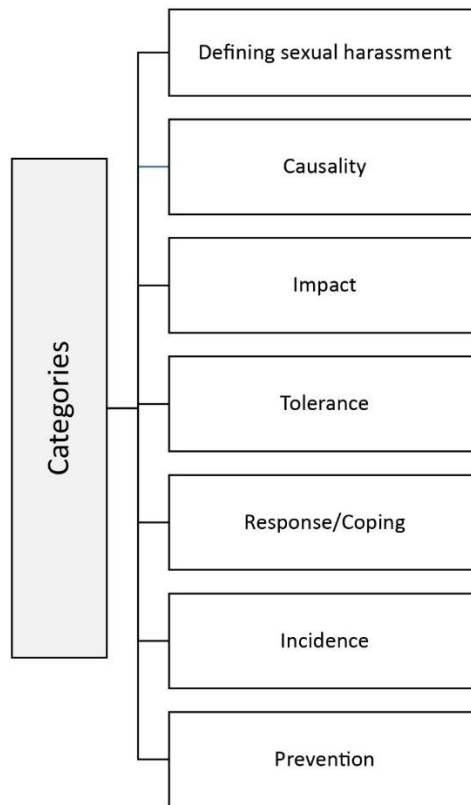 Categories
Defining sexual harassment
Causality
Impact
Tolerance
Response/Coping
Incidence
Prevention